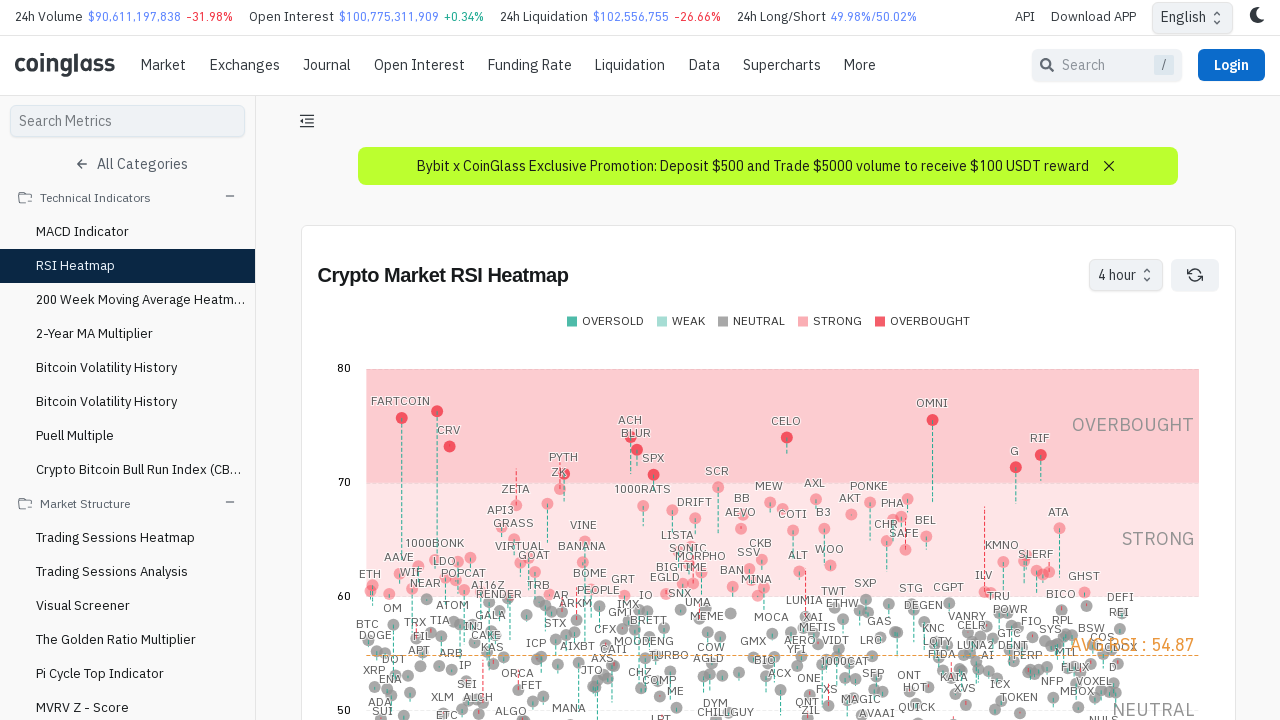 24h Volume $90,611,197,838 -31.98% Open Interest $100,775,311,909 +0.34% 24h Liquidation $102,556,755 -26.66% 24h Long/Short 49.98%/50.02% API Download APP English
coinglass Market Exchanges Journal Open Interest Funding Rate Liquidation Data Supercharts More Search / Login
Search Metrics
All Categories
Technical Indicators
MACD Indicator
RSI Heatmap
200 Week Moving Average Heatm...
2-Year MA Multiplier
Bitcoin Volatility History
Bitcoin Volatility History
Puell Multiple
Crypto Bitcoin Bull Run Index (CB...
Market Structure
Trading Sessions Heatmap
Trading Sessions Analysis
Visual Screener
The Golden Ratio Multiplier
Pi Cycle Top Indicator
MVRV Z - Score
Bybit x CoinGlass Exclusive Promotion: Deposit $500 and Trade $5000 volume to receive $100 USDT reward
Crypto Market RSI Heatmap
4 hour
OVERSOLD WEAK NEUTRAL STRONG OVERBOUGHT
80
FARTCOIN
OMNI
ACH
CELO
OVERBOUGHT
CRV
BLUR
RIF
G
PYTH
SPX
ZK
SCR
70
AXL
ZETA
1000RATS
MEW
PONKE
DRIFT
BB
AKT
PHA
API3
AEVO
COTI
B3
ATA
GRASS
VINE
CHR
BEL
LISTA
SAFE
STRONG
1000BONK
VIRTUAL
BANANA
SONIC
CKB
KMNO
AAVE
LDO
GOAT
MORPHO
SSV
ALT
WOO
SLERF
ETH
WIF
POPCAT
BOME
BIGTIME
BAN
ILV
NEAR
AI16Z
TRB
GRT
EGLD
MINA
SXP
GHST
60
RENDER
AR
PEOPLE
IO
SNX
TWT
STG
CGPT
TRU
BICO
DEFI
OM
ATOM
ARKM
IMX
UMA
LUMIA
ETHW
DEGEN
POWR
REI
BTC
TRX
TIA
GALA
GMT
MEME
MOCA
XAI
GAS
VANRY
FIO
RPL
INJ
STX
CFX
BRETT
METIS
KNC
CELR
SYS
BSW
DOGE
FIL
CAKE
ICP
MOODENG
GMX
AERO
VIDT
LRC
LQTY
GTC
COS
AVG RSI : 54.87
APT
ARB
KAS
AIXBT
CATI
COW
YFI
FIDA
LUNA2
DENT
MTL
DODOX
DOT
IP
AXS
TURBO
AGLD
BIO
1000CAT
AI
PERP
FLUX
D
XRP
ENA
ORCA
JTO
CHZ
ACX
ONE
SFP
ONT
KAIA
ICX
NFP
VOXEL
SEI
FET
COMP
ME
FXS
HOT
XVS
MBOX
ADA
XLM
ALCH
MANA
DYM
QNT
MAGIC
QUICK
TOKEN
50
SUI
ETC
ALGO
CHILLGUY
ZIL
AVAAI
NEUTRAL